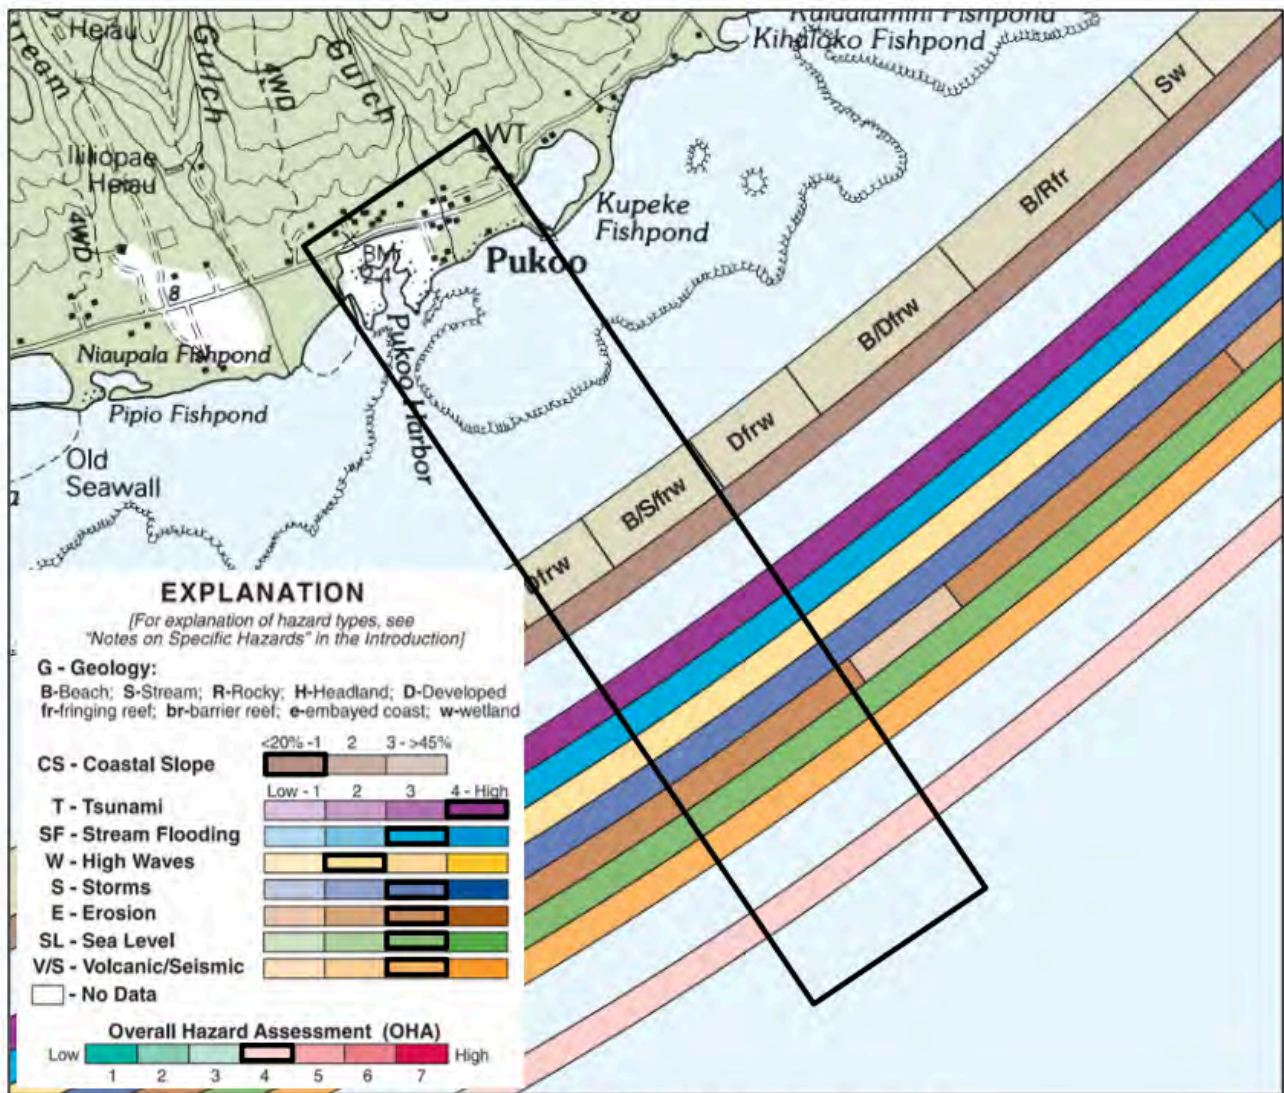 Heiau
Gulch
4WD
Gulch
Kihaloko Fishpond
WT
Iliiliopae
Heiau
4WD
8
BM
24
Pukoo
Kupeke
Fishpond
Pukoo Harbor
Niaupala Fishpond
Pipio Fishpond
Old
Seawall
Sw
B/Rfr
B/Dfrw
Dfrw
B/S/frw
Dfrw
EXPLANATION
[For explanation of hazard types, see
"Notes on Specific Hazards" in the Introduction]
G - Geology:
B-Beach; S-Stream; R-Rocky; H-Headland; D-Developed
fr-fringing reef; br-barrier reef; e-embayed coast; w-wetland
<20% -1 2 3 - >45%
CS - Coastal Slope
Low - 1 2 3 4 - High
T - Tsunami
SF - Stream Flooding
W - High Waves
S - Storms
E - Erosion
SL - Sea Level
V/S - Volcanic/Seismic
- No Data
Overall Hazard Assessment (OHA)
Low High
1 2 3 4 5 6 7